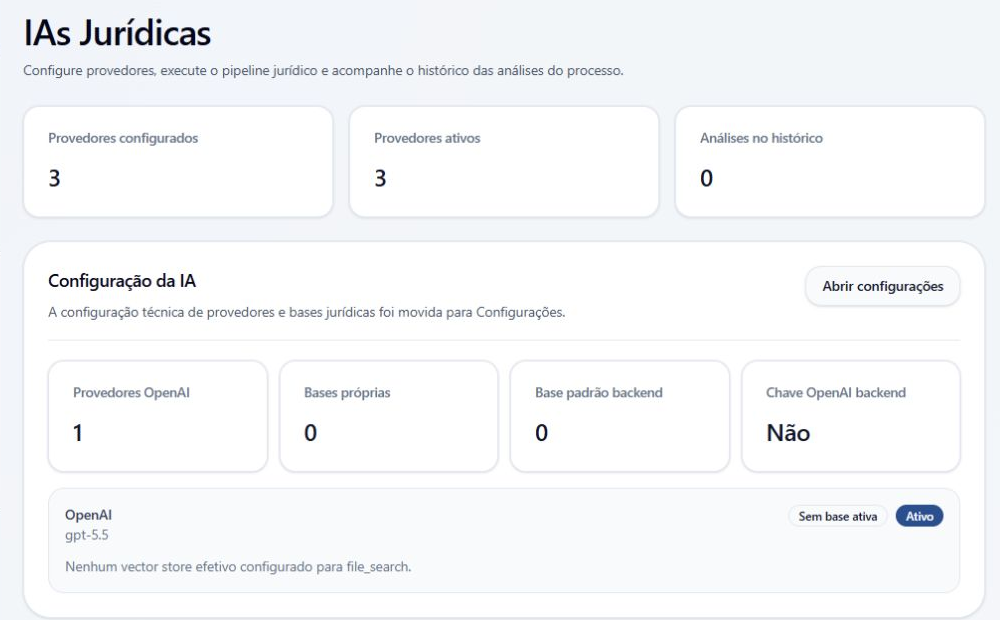 IAs Jurídicas
Configure provedores, execute o pipeline jurídico e acompanhe o histórico das análises do processo.
Provedores configurados
3
Provedores ativos
3
Análises no histórico
0
Configuração da IA
Abrir configurações
A configuração técnica de provedores e bases jurídicas foi movida para Configurações.
Provedores OpenAI
1
Bases próprias
0
Base padrão backend
0
Chave OpenAI backend
Não
OpenAI
Sem base ativa
Ativo
gpt-5.5
Nenhum vector store efetivo configurado para file_search.